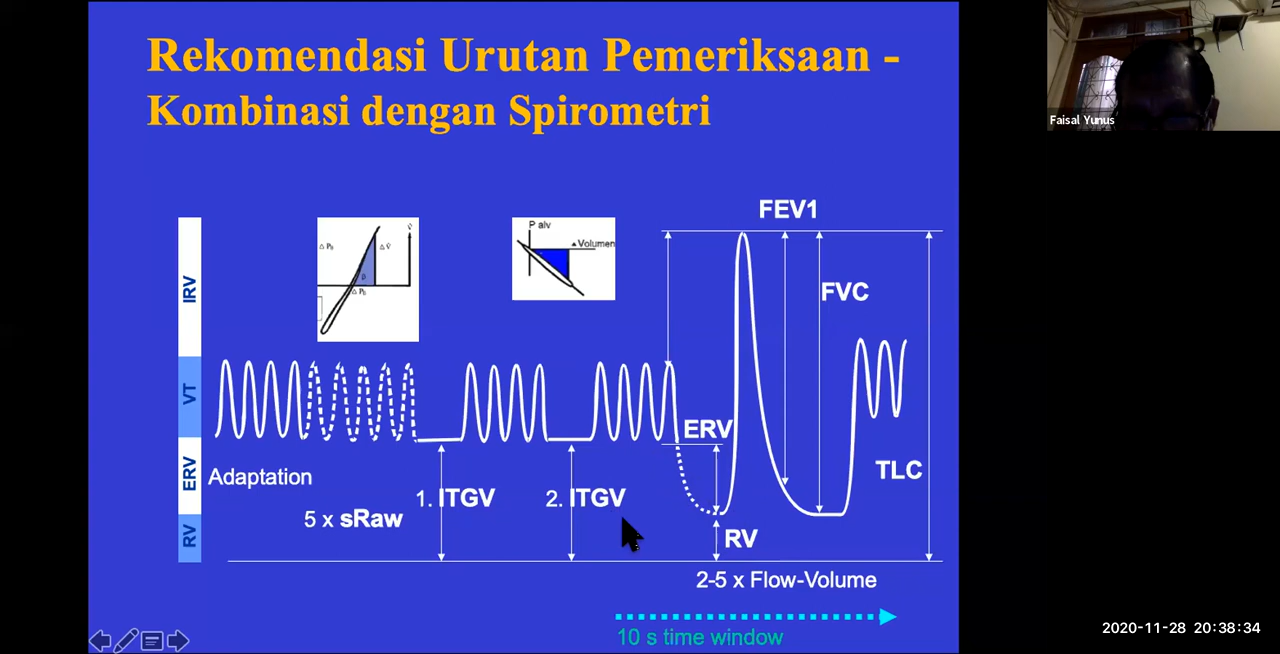 Rekomendasi Urutan Pemeriksaan -
Kombinasi dengan Spirometri
Faisal Yunus
FEV1
P alv
Volumen
FVC
IRV
VT
ERV
RV
ERV
Adaptation
TLC
1. ITGV
2. ITGV
5 x sRaw
RV
2-5 x Flow-Volume
10 s time window
2020-11-28 20:38:34